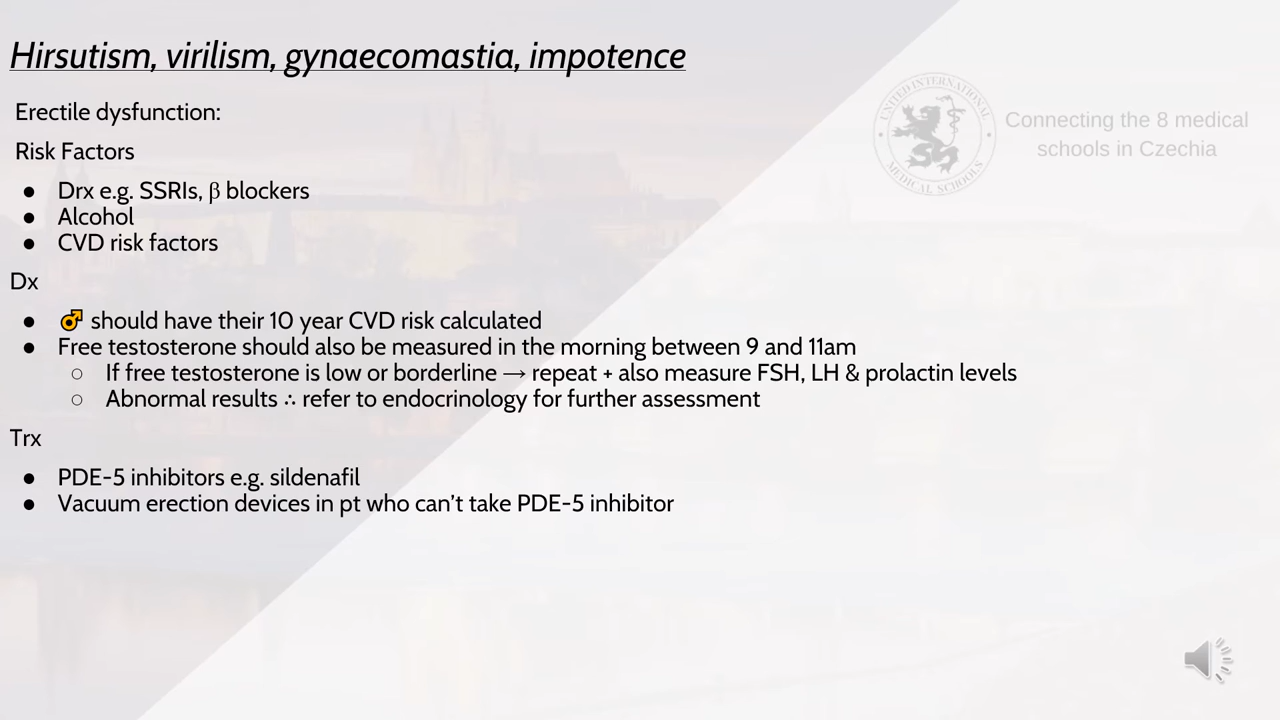 Hirsutism, virilism, gynaecomastia, impotence
Erectile dysfunction:
Risk Factors
● Drx e.g. SSRIs, β blockers
● Alcohol
● CVD risk factors
Dx
● ♂ should have their 10 year CVD risk calculated
● Free testosterone should also be measured in the morning between 9 and 11am
○ If free testosterone is low or borderline → repeat + also measure FSH, LH & prolactin levels
○ Abnormal results ∴ refer to endocrinology for further assessment
Trx
● PDE-5 inhibitors e.g. sildenafil
● Vacuum erection devices in pt who can’t take PDE-5 inhibitor
UNITED INTERNATIONAL
MEDICAL SCHOOLS
Connecting the 8 medical
schools in Czechia